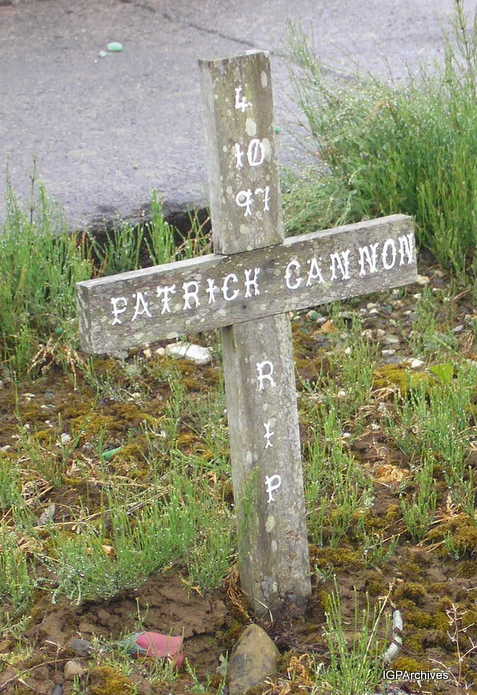 4
10
97
PATRICK CANNON
R
I
P
IGPArchives